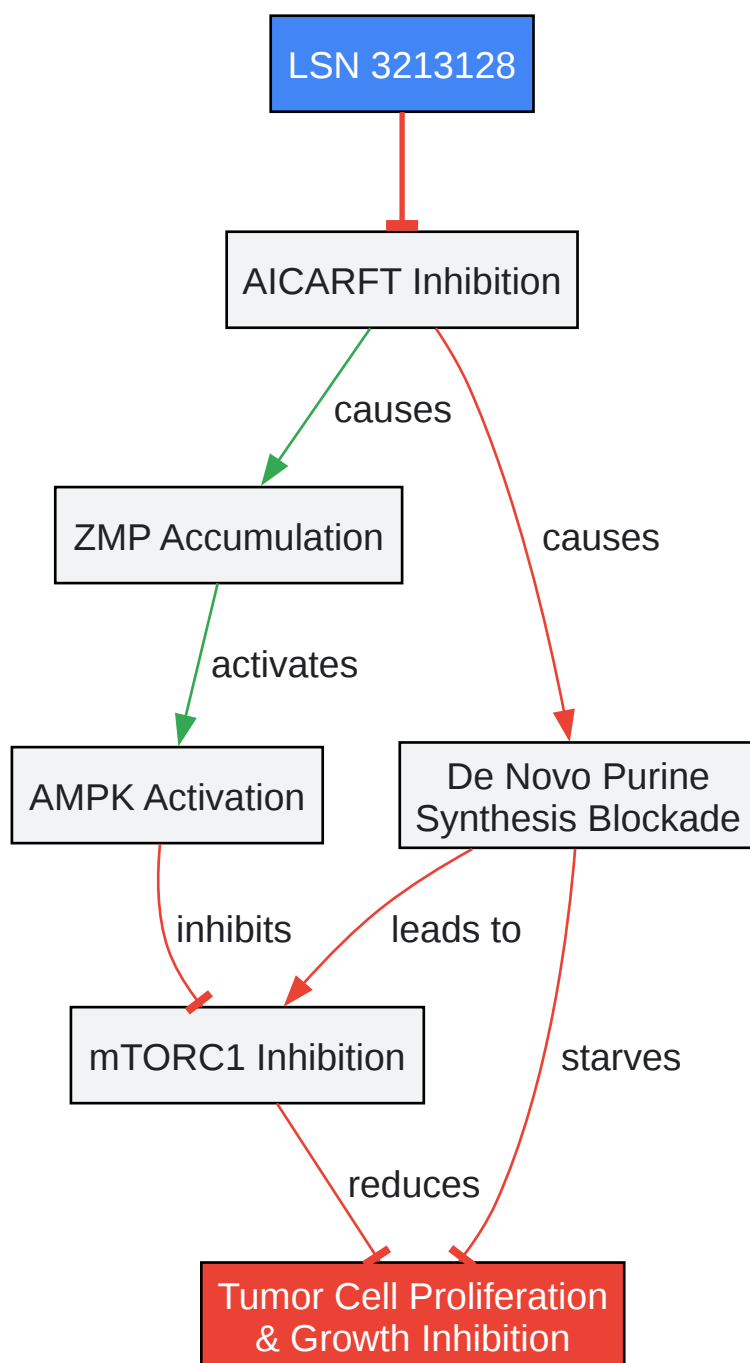 LSN 3213128
AICARFT Inhibition
causes
ZMP Accumulation
causes
activates
AMPK Activation
De Novo Purine
Synthesis Blockade
inhibits
leads to
mTORC1 Inhibition
starves
reduces
Tumor Cell Proliferation
& Growth Inhibition